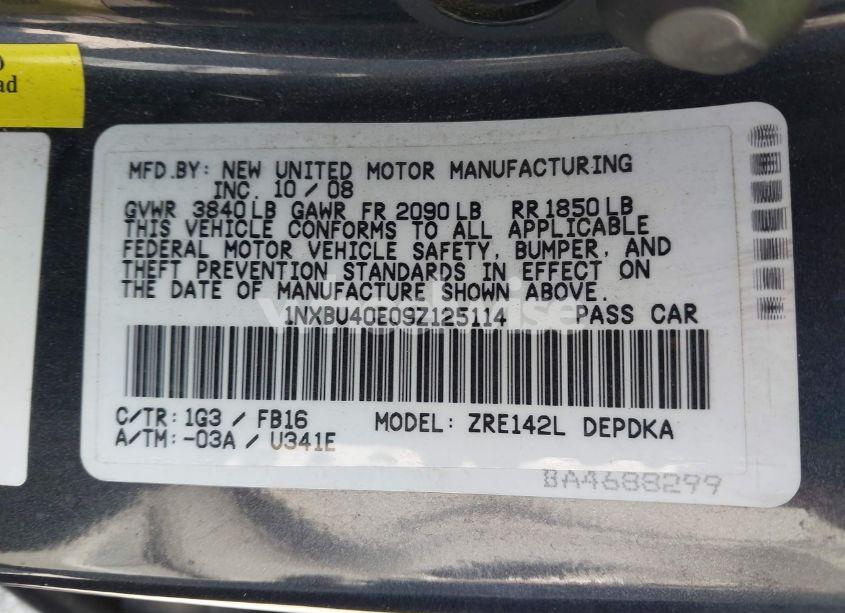 ad
MFD.BY: NEW UNITED MOTOR MANUFACTURING
INC. 10 / 08
GVWR 3840 LB GAWR FR 2090 LB RR 1850 LB
THIS VEHICLE CONFORMS TO ALL APPLICABLE
FEDERAL MOTOR VEHICLE SAFETY, BUMPER, AND
THEFT PREVENTION STANDARDS IN EFFECT ON
THE DATE OF MANUFACTURE SHOWN ABOVE.
1NXBU40E09Z125114 PASS CAR
C/TR: 1G3 / FB16 MODEL: ZRE142L DEPDKA
A/TM: -03A / U341E
BA4688299